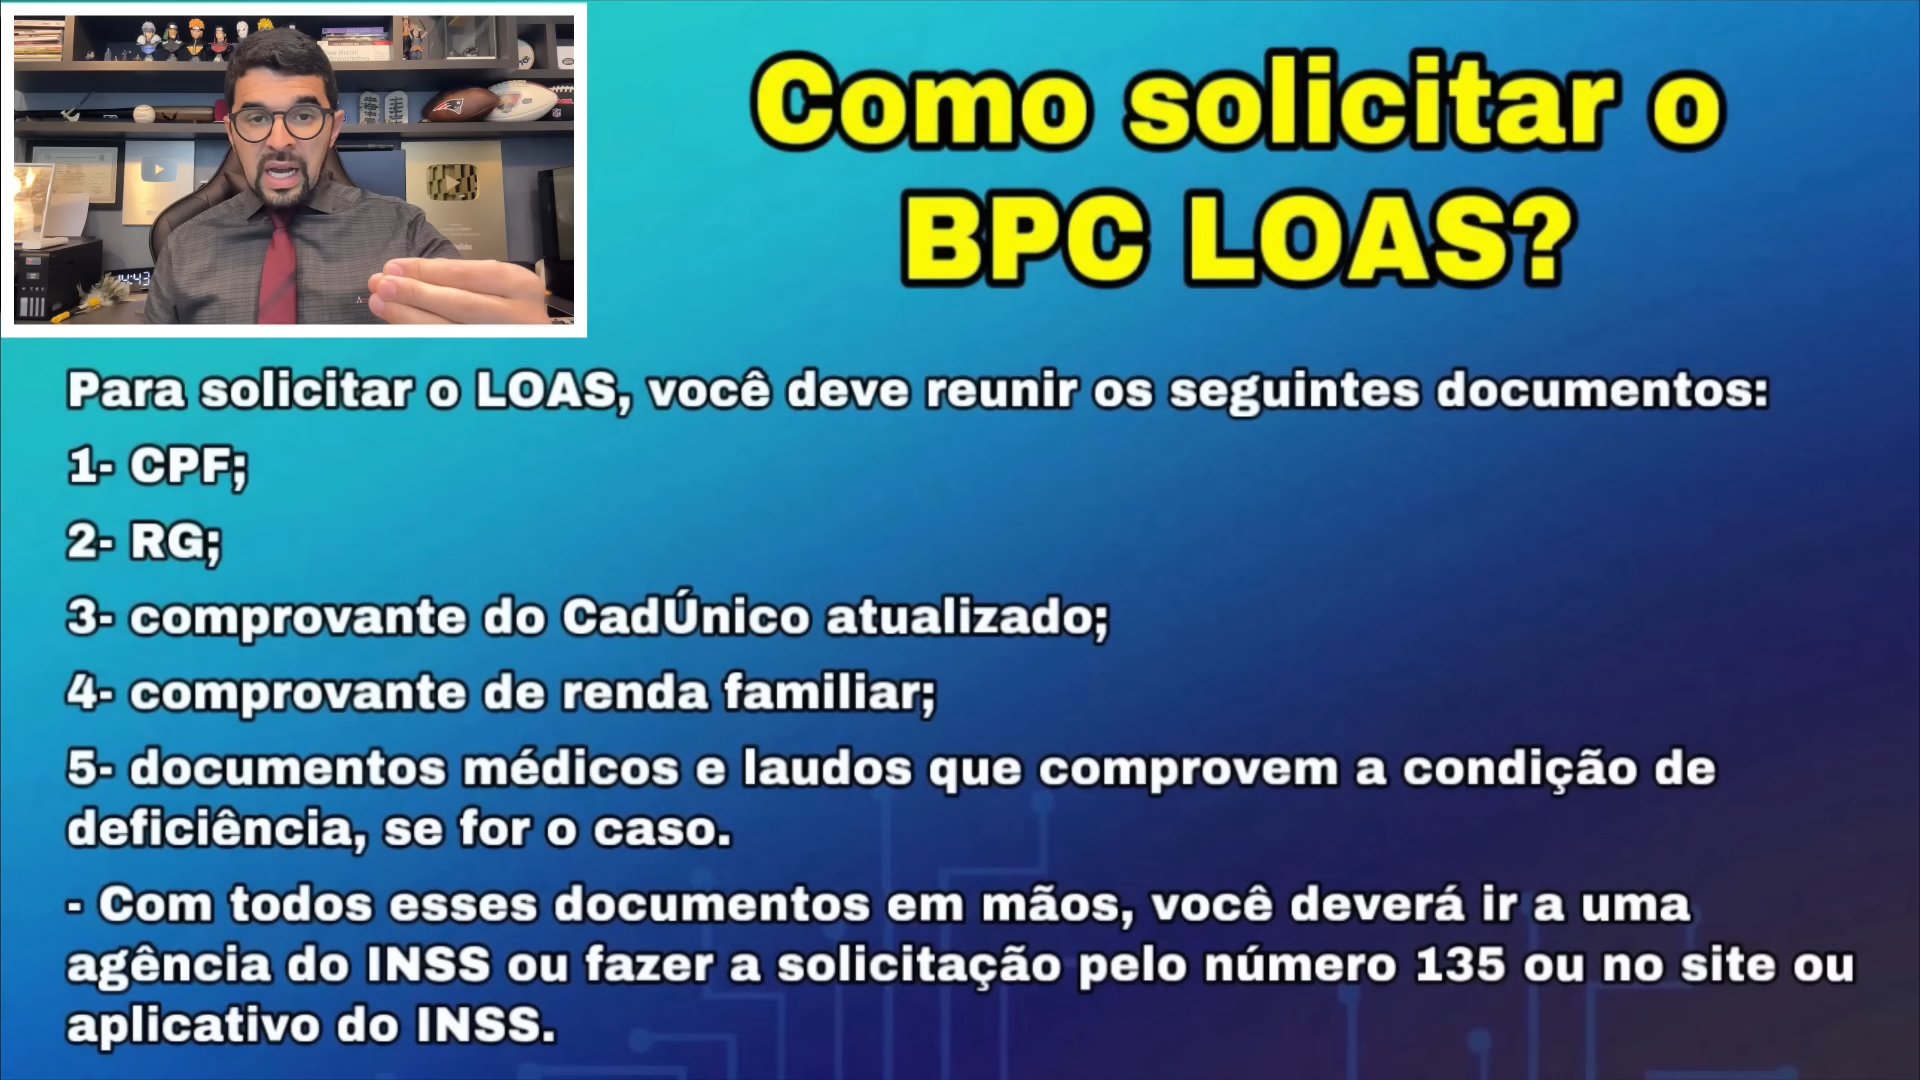 Como solicitar o
BPC LOAS?
14:43
Para solicitar o LOAS, você deve reunir os seguintes documentos:
1- CPF;
2- RG;
3- comprovante do CadÚnico atualizado;
4- comprovante de renda familiar;
5- documentos médicos e laudos que comprovem a condição de
deficiência, se for o caso.
- Com todos esses documentos em mãos, você deverá ir a uma
agência do INSS ou fazer a solicitação pelo número 135 ou no site ou
aplicativo do INSS.